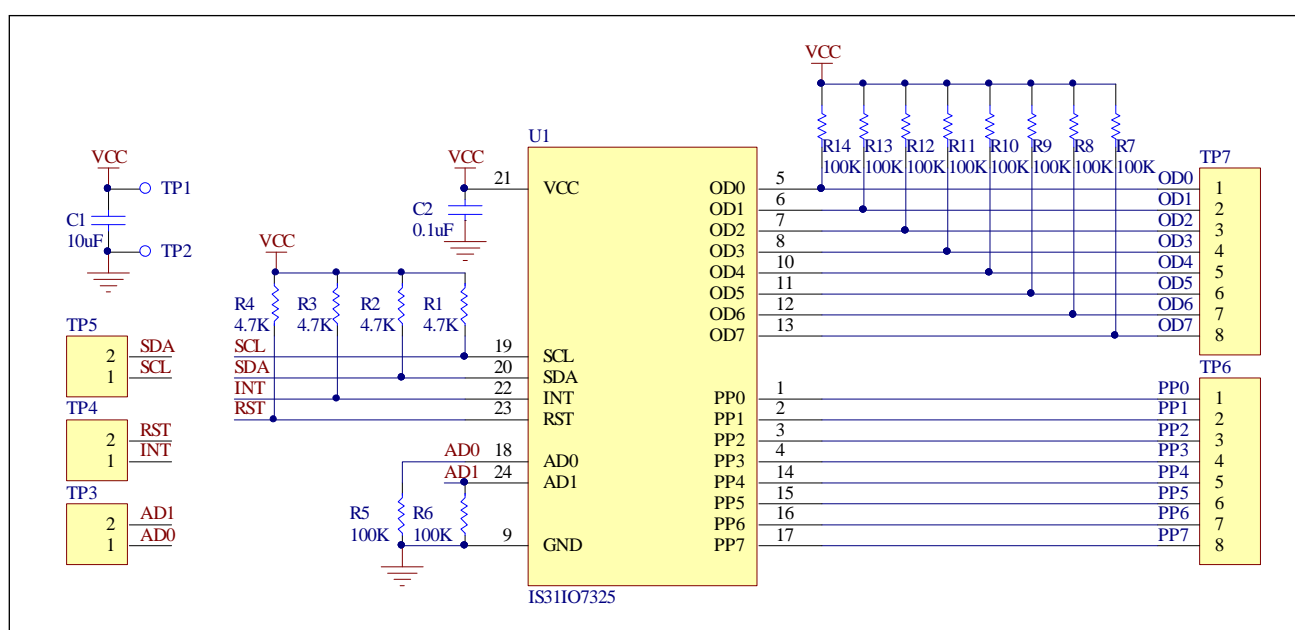 VCC
U1
R14 R13 R12 R11 R10 R9 R8 R7
100K 100K 100K 100K 100K 100K 100K 100K
TP7
VCC
TP1
C1
10uF
TP2
VCC
21 VCC
C2
0.1uF
OD0 5 OD0 1
OD1 6 OD1 2
OD2 7 OD2 3
OD3 8 OD3 4
OD4 10 OD4 5
OD5 11 OD5 6
OD6 12 OD6 7
OD7 13 OD7 8
VCC
R4 R3 R2 R1
4.7K 4.7K 4.7K 4.7K
SCL 19 SCL
SDA 20 SDA
INT 22 INT
RST 23 RST
TP5
2 SDA
1 SCL
TP4
2 RST
1 INT
TP3
2 AD1
1 AD0
AD0 18 AD0
AD1 24 AD1
R5 R6
100K 100K
9 GND
TP6
PP0 1 PP0 1
PP1 2 PP1 2
PP2 3 PP2 3
PP3 4 PP3 4
PP4 14 PP4 5
PP5 15 PP5 6
PP6 16 PP6 7
PP7 17 PP7 8
IS31IO7325